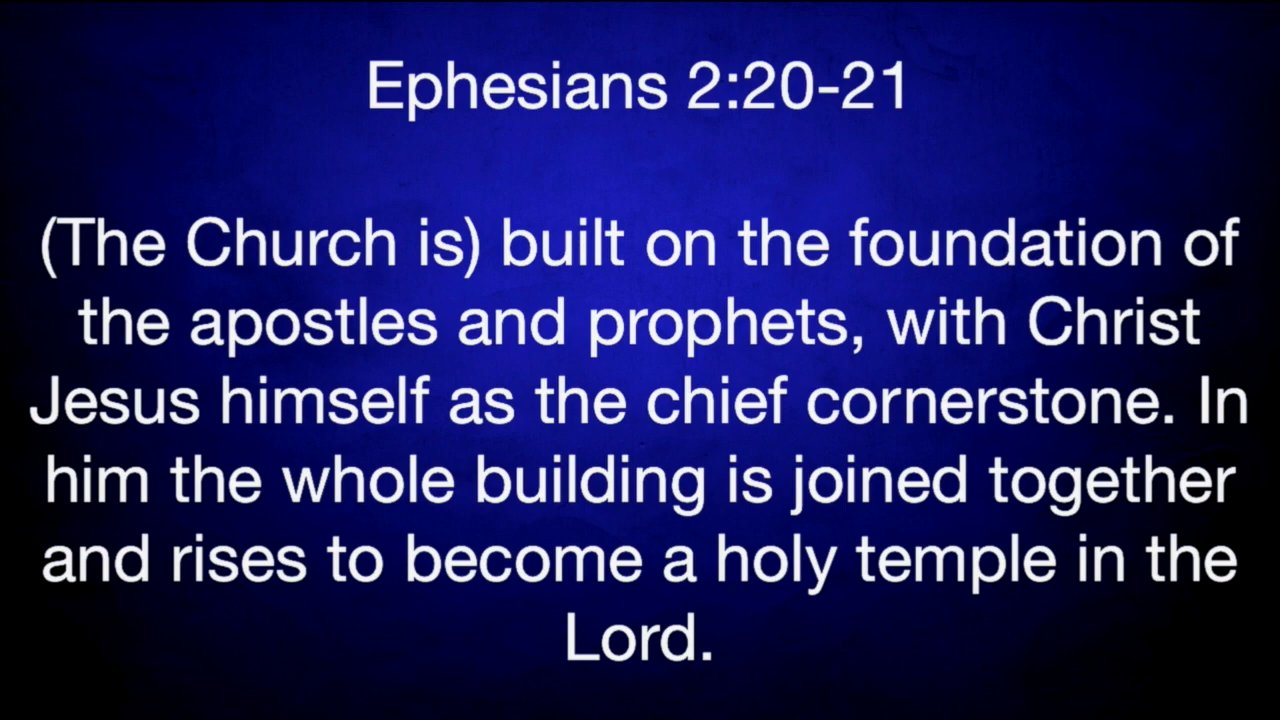 Ephesians 2:20-21
(The Church is) built on the foundation of
the apostles and prophets, with Christ
Jesus himself as the chief cornerstone. In
him the whole building is joined together
and rises to become a holy temple in the
Lord.